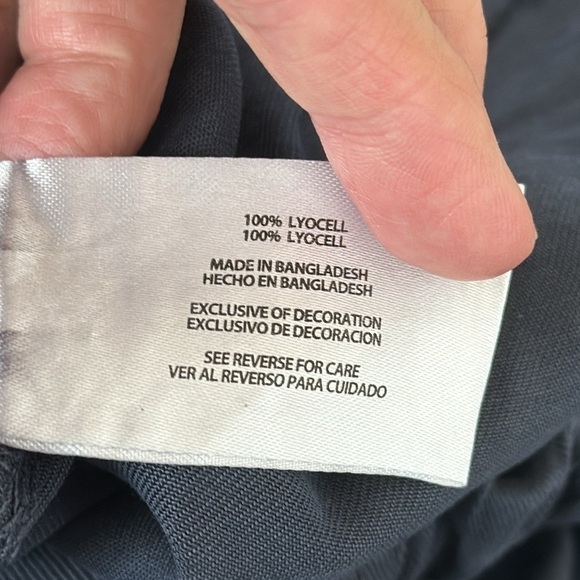 100% LYOCELL
100% LYOCELL
MADE IN BANGLADESH
HECHO EN BANGLADESH
EXCLUSIVE OF DECORATION
EXCLUSIVO DE DECORACION
SEE REVERSE FOR CARE
VER AL REVERSO PARA CUIDADO